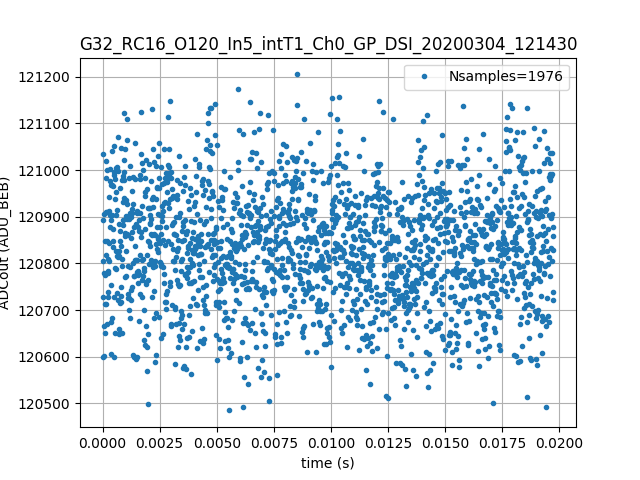 G32_RC16_O120_In5_intT1_Ch0_GP_DSI_20200304_121430
Nsamples=1976
121200
121100
121000
120900
120800
120700
120600
120500
ADCout (ADU_BEB)
0.0000 0.0025 0.0050 0.0075 0.0100 0.0125 0.0150 0.0175 0.0200
time (s)